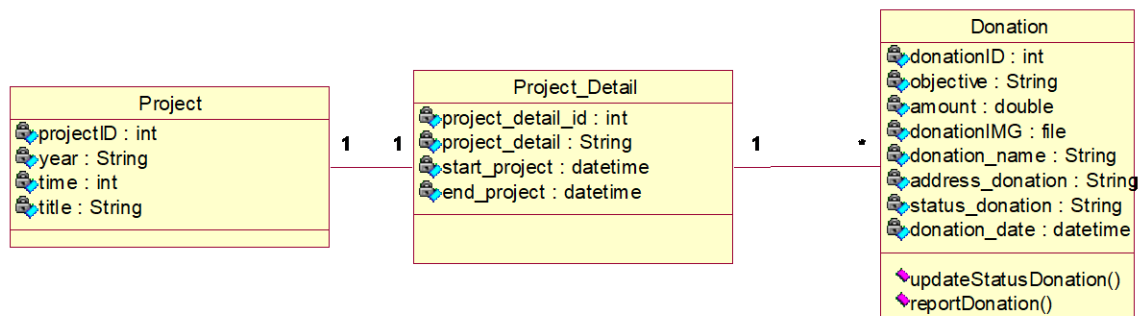 Project
projectID : int
year : String
time : int
title : String
1
1
Project_Detail
project_detail_id : int
project_detail : String
start_project : datetime
end_project : datetime
1
*
Donation
donationID : int
objective : String
amount : double
donationIMG : file
donation_name : String
address_donation : String
status_donation : String
donation_date : datetime
updateStatusDonation()
reportDonation()